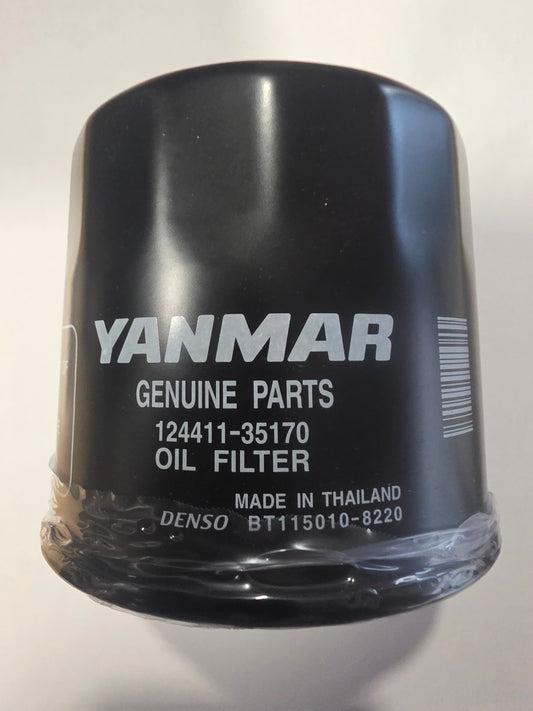 YANMAR
GENUINE PARTS
124411-35170
OIL FILTER
MADE IN THAILAND
DENSO BT115010-8220